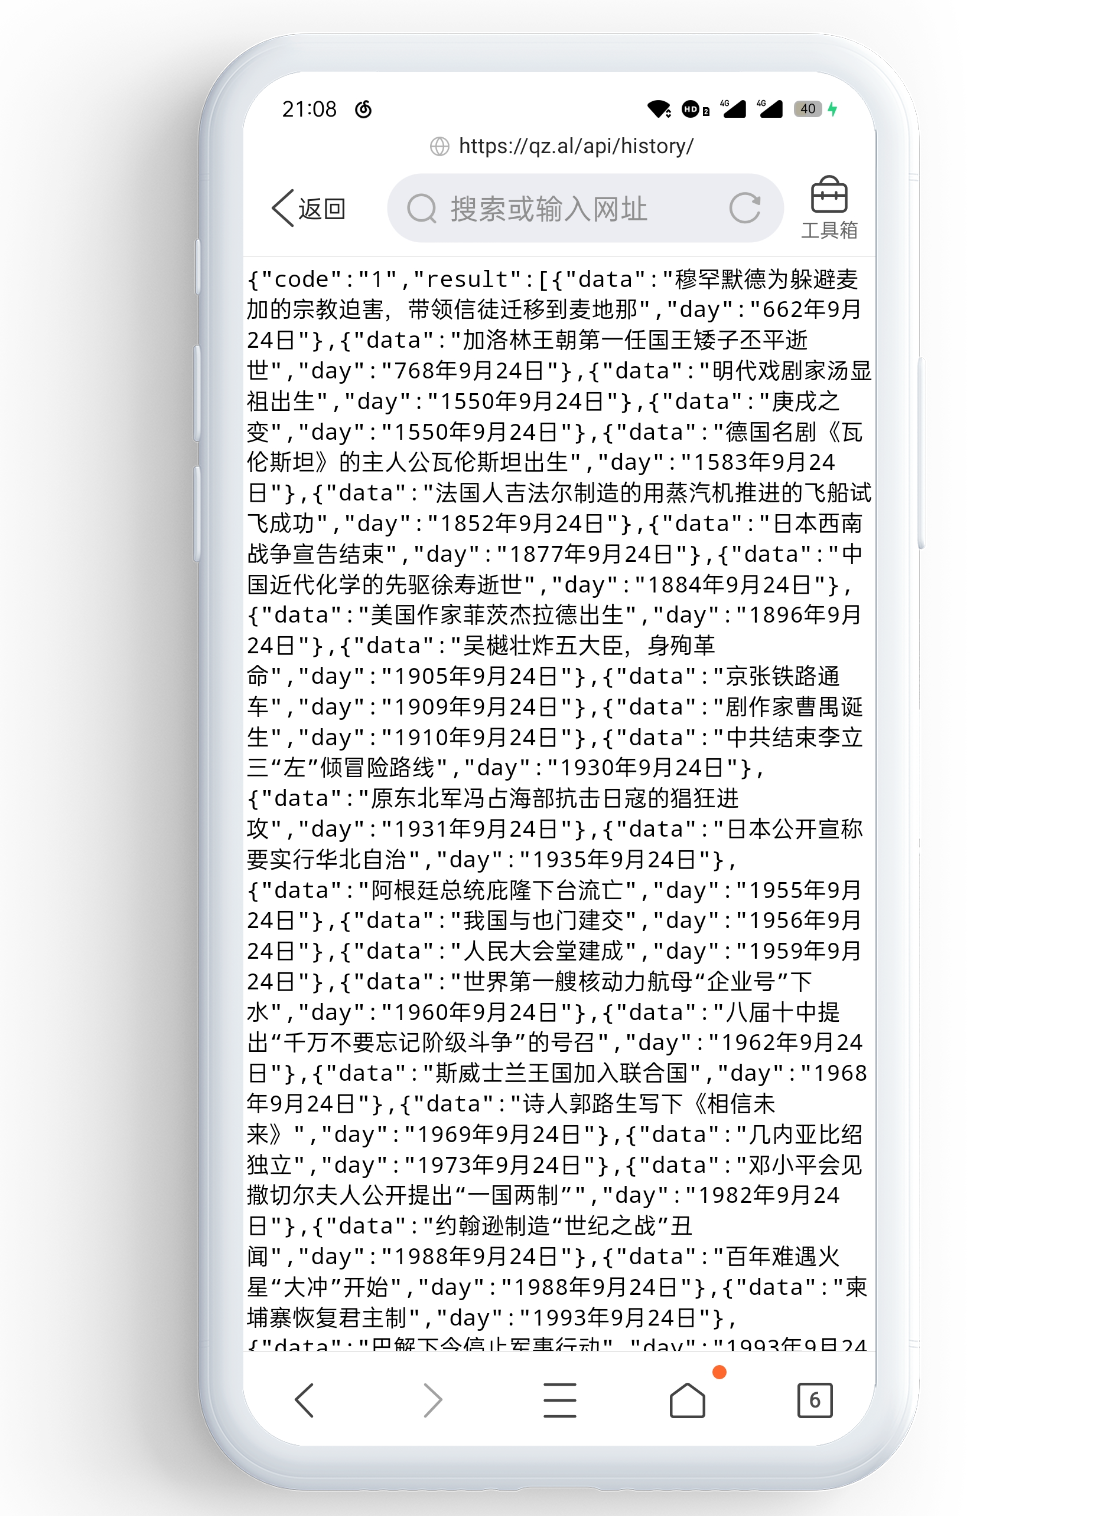 21:08 HD 2 4G 4G 40
https://qz.al/api/history/
返回 搜索或输入网址 工具箱
{"code":"1","result":[{"data":"穆罕默德为躲避麦
加的宗教迫害，带领信徒迁移到麦地那","day":"662年9月
24日"},{"data":"加洛林王朝第一任国王矮子丕平逝
世","day":"768年9月24日"},{"data":"明代戏剧家汤显
祖出生","day":"1550年9月24日"},{"data":"庚戌之
变","day":"1550年9月24日"},{"data":"德国名剧《瓦
伦斯坦》的主人公瓦伦斯坦出生","day":"1583年9月24
日"},{"data":"法国人吉法尔制造的用蒸汽机推进的飞船试
飞成功","day":"1852年9月24日"},{"data":"日本西南
战争宣告结束","day":"1877年9月24日"},{"data":"中
国近代化学的先驱徐寿逝世","day":"1884年9月24日"},
{"data":"美国作家菲茨杰拉德出生","day":"1896年9月
24日"},{"data":"吴樾壮炸五大臣，身殉革
命","day":"1905年9月24日"},{"data":"京张铁路通
车","day":"1909年9月24日"},{"data":"剧作家曹禺诞
生","day":"1910年9月24日"},{"data":"中共结束李立
三“左”倾冒险路线","day":"1930年9月24日"},
{"data":"原东北军冯占海部抗击日寇的猖狂进
攻","day":"1931年9月24日"},{"data":"日本公开宣称
要实行华北自治","day":"1935年9月24日"},
{"data":"阿根廷总统庇隆下台流亡","day":"1955年9月
24日"},{"data":"我国与也门建交","day":"1956年9月
24日"},{"data":"人民大会堂建成","day":"1959年9月
24日"},{"data":"世界第一艘核动力航母“企业号”下
水","day":"1960年9月24日"},{"data":"八届十中提
出“千万不要忘记阶级斗争”的号召","day":"1962年9月24
日"},{"data":"斯威士兰王国加入联合国","day":"1968
年9月24日"},{"data":"诗人郭路生写下《相信未
来》","day":"1969年9月24日"},{"data":"几内亚比绍
独立","day":"1973年9月24日"},{"data":"邓小平会见
撒切尔夫人公开提出“一国两制”","day":"1982年9月24
日"},{"data":"约翰逊制造“世纪之战”丑
闻","day":"1988年9月24日"},{"data":"百年难遇火
星“大冲”开始","day":"1988年9月24日"},{"data":"柬
埔寨恢复君主制","day":"1993年9月24日"},
{"data":"巴解下令停止军事行动","day":"1993年9月24
6